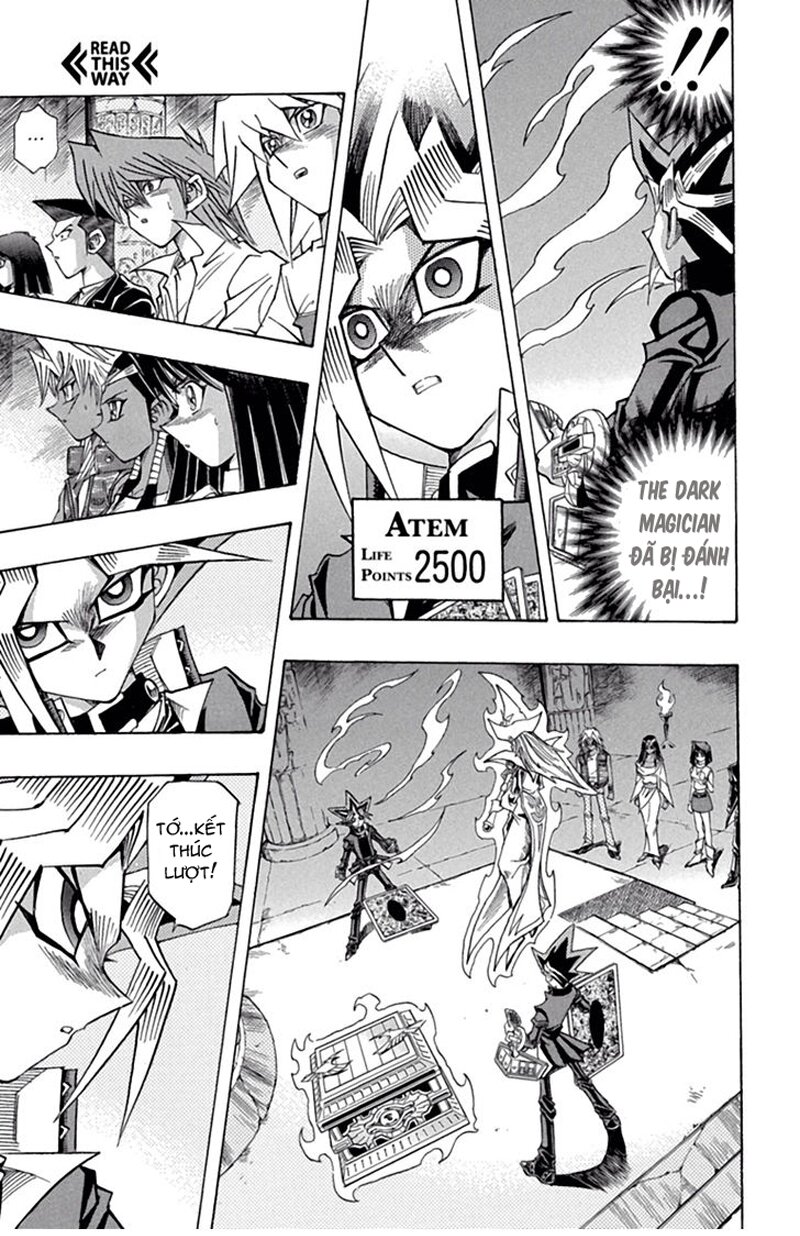 READ
THIS
WAY
!!
THE DARK
MAGICIAN
ĐÃ BỊ ĐÁNH
BẠI...!
ATEM
LIFE
POINTS 2500
...
TỚ...KẾT
THÚC
LƯỢT!